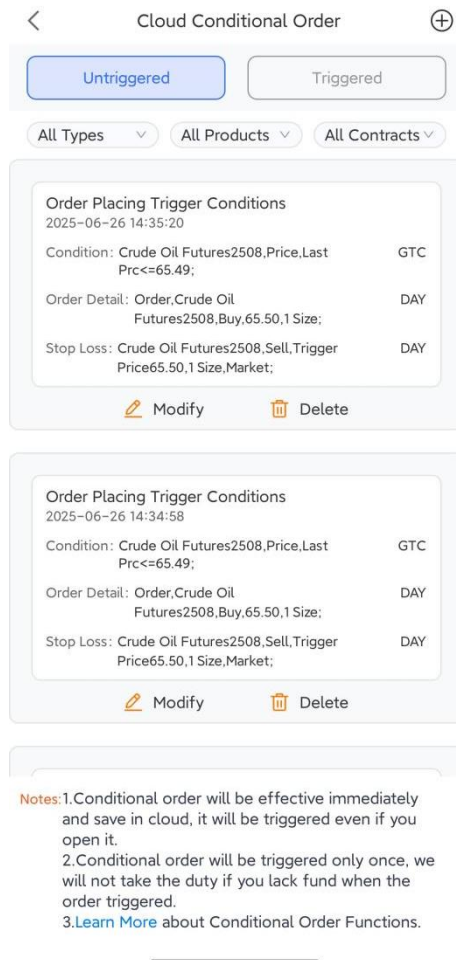 Cloud Conditional Order
Untriggered
Triggered
All Types
All Products
All Contracts
Order Placing Trigger Conditions
2025-06-26 14:35:20
Condition: Crude Oil Futures2508,Price,Last GTC
Prc<=65.49;
Order Detail: Order,Crude Oil DAY
Futures2508,Buy,65.50,1 Size;
Stop Loss: Crude Oil Futures2508,Sell,Trigger DAY
Price65.50,1 Size,Market;
Modify
Delete
Order Placing Trigger Conditions
2025-06-26 14:34:58
Condition: Crude Oil Futures2508,Price,Last GTC
Prc<=65.49;
Order Detail: Order,Crude Oil DAY
Futures2508,Buy,65.50,1 Size;
Stop Loss: Crude Oil Futures2508,Sell,Trigger DAY
Price65.50,1 Size,Market;
Modify
Delete
Notes:1.Conditional order will be effective immediately
and save in cloud, it will be triggered even if you
open it.
2.Conditional order will be triggered only once, we
will not take the duty if you lack fund when the
order triggered.
3.Learn More about Conditional Order Functions.